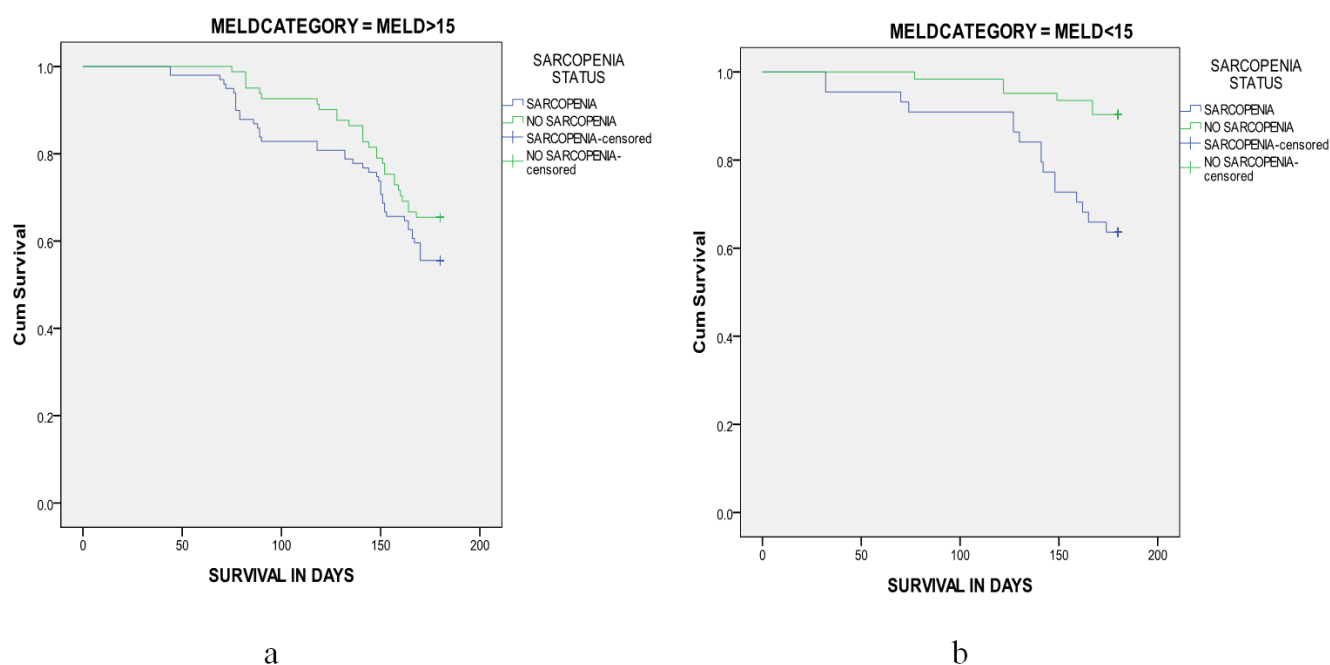 MELDCATEGORY = MELD>15
SARCOPENIA
STATUS
SARCOPENIA
NO SARCOPENIA
SARCOPENIA-censored
NO SARCOPENIA-
censored
1.0
0.8
0.6
0.4
0.2
0.0
Cum Survival
0
50
100
150
200
SURVIVAL IN DAYS
a
MELDCATEGORY = MELD<15
SARCOPENIA
STATUS
SARCOPENIA
NO SARCOPENIA
SARCOPENIA-censored
NO SARCOPENIA-
censored
1.0
0.8
0.6
0.4
0.2
0.0
Cum Survival
0
50
100
150
200
SURVIVAL IN DAYS
b